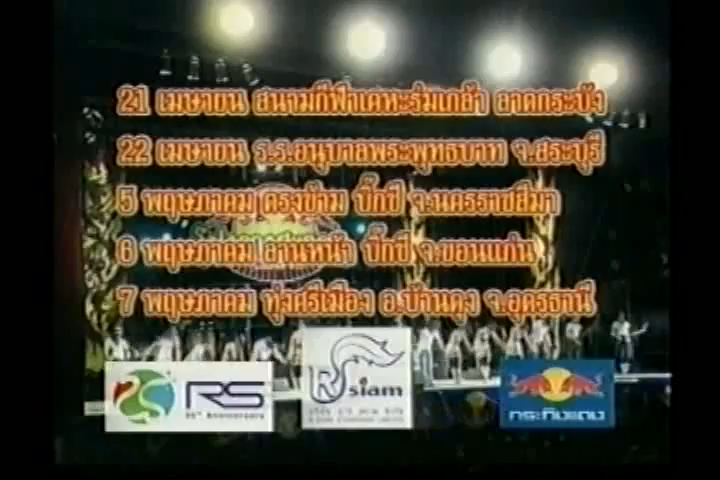 21 เมษายน สนามกีฬาเคหะร่มเกล้า ลาดกระบัง
22 เมษายน ร.ร.อนุบาลพระพุทธบาท จ.สระบุรี
5 พฤษภาคม ตรงข้าม บิ๊กซี จ.นครราชสีมา
6 พฤษภาคม ลานหน้า บิ๊กซี จ.ขอนแก่น
7 พฤษภาคม ทุ่งศรีเมือง อ.บ้านดุง จ.อุดรธานี
RS
Anniversary
Rsiam
กระทิงแดง